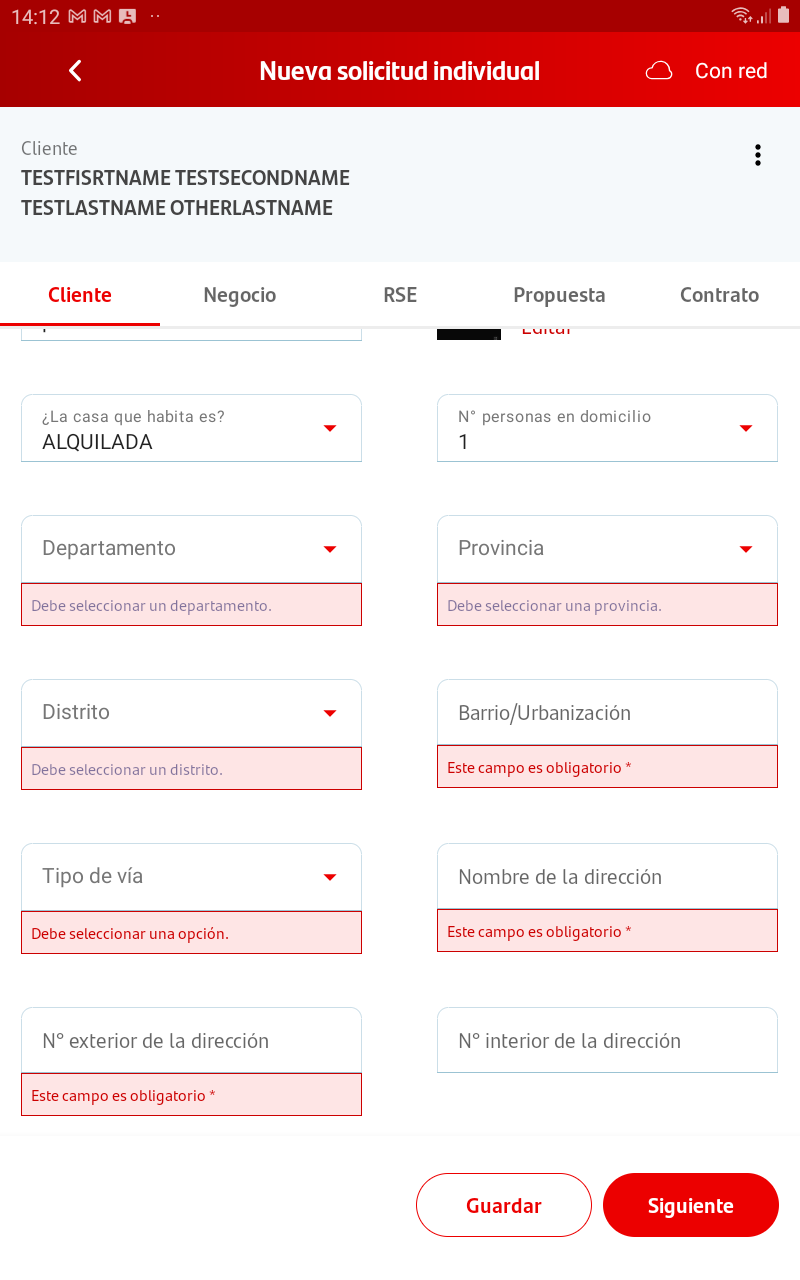 14:12
Nueva solicitud individual
Con red
Cliente
TESTFISRTNAME TESTSECONDNAME
TESTLASTNAME OTHERLASTNAME
Cliente Negocio RSE Propuesta Contrato
Editar
¿La casa que habita es?
ALQUILADA
N° personas en domicilio
1
Departamento
Debe seleccionar un departamento.
Provincia
Debe seleccionar una provincia.
Distrito
Debe seleccionar un distrito.
Barrio/Urbanización
Este campo es obligatorio *
Tipo de vía
Debe seleccionar una opción.
Nombre de la dirección
Este campo es obligatorio *
Nº exterior de la dirección
Este campo es obligatorio *
N° interior de la dirección
Guardar
Siguiente